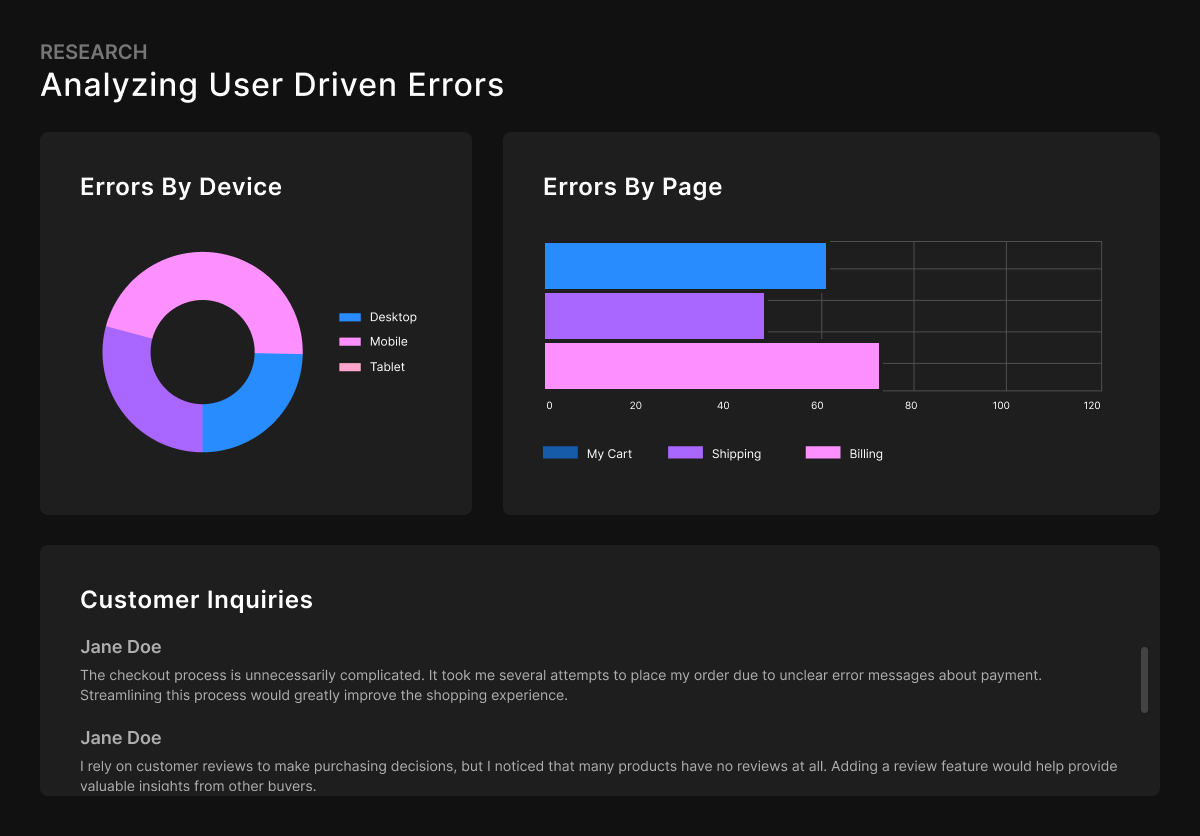 RESEARCH
Analyzing User Driven Errors
Errors By Device
Desktop
Mobile
Tablet
Errors By Page
0 20 40 60 80 100 120
My Cart Shipping Billing
Customer Inquiries
Jane Doe
The checkout process is unnecessarily complicated. It took me several attempts to place my order due to unclear error messages about payment.
Streamlining this process would greatly improve the shopping experience.
Jane Doe
I rely on customer reviews to make purchasing decisions, but I noticed that many products have no reviews at all. Adding a review feature would help provide
valuable insights from other buyers.